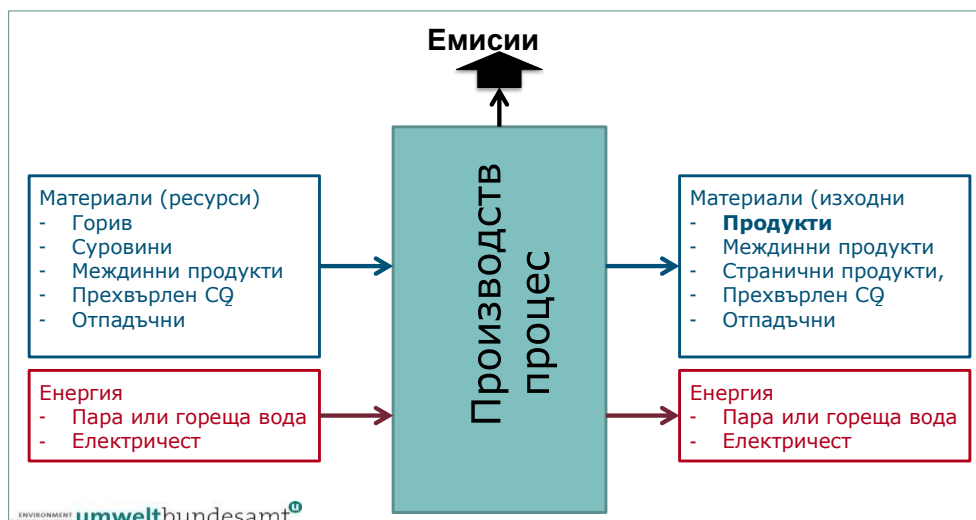 Емисии
Материали (ресурси)
- Горив
- Суровини
- Междинни продукти
- Прехвърлен CO2
- Отпадъчни
Енергия
- Пара или гореща вода
- Електричест
Производств
процес
Материали (изходни
- Продукти
- Междинни продукти
- Странични продукти,
- Прехвърлен CO2
- Отпадъчни
Енергия
- Пара или гореща вода
- Електричест
ENVIRONMENT umweltbundesamt u